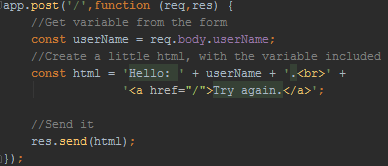 app.post('/',function (req,res) {
//Get variable from the form
const userName = req.body.userName;
//Create a little html, with the variable included
const html = 'Hello: ' + userName + '.<br>' +
'<a href="/">Try again.</a>';
//Send it
res.send(html);
});